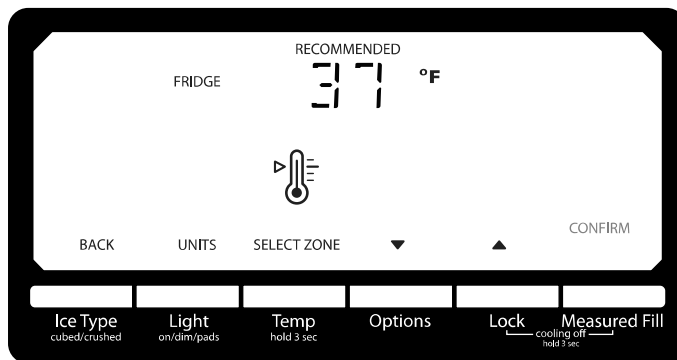 RECOMMENDED
FRIDGE 37 °F
BACK UNITS SELECT ZONE ▼ ▲ CONFIRM
Ice Type Light Temp Options Lock Measured Fill
cubed/crushed on/dim/pads hold 3 sec cooling off
hold 3 sec